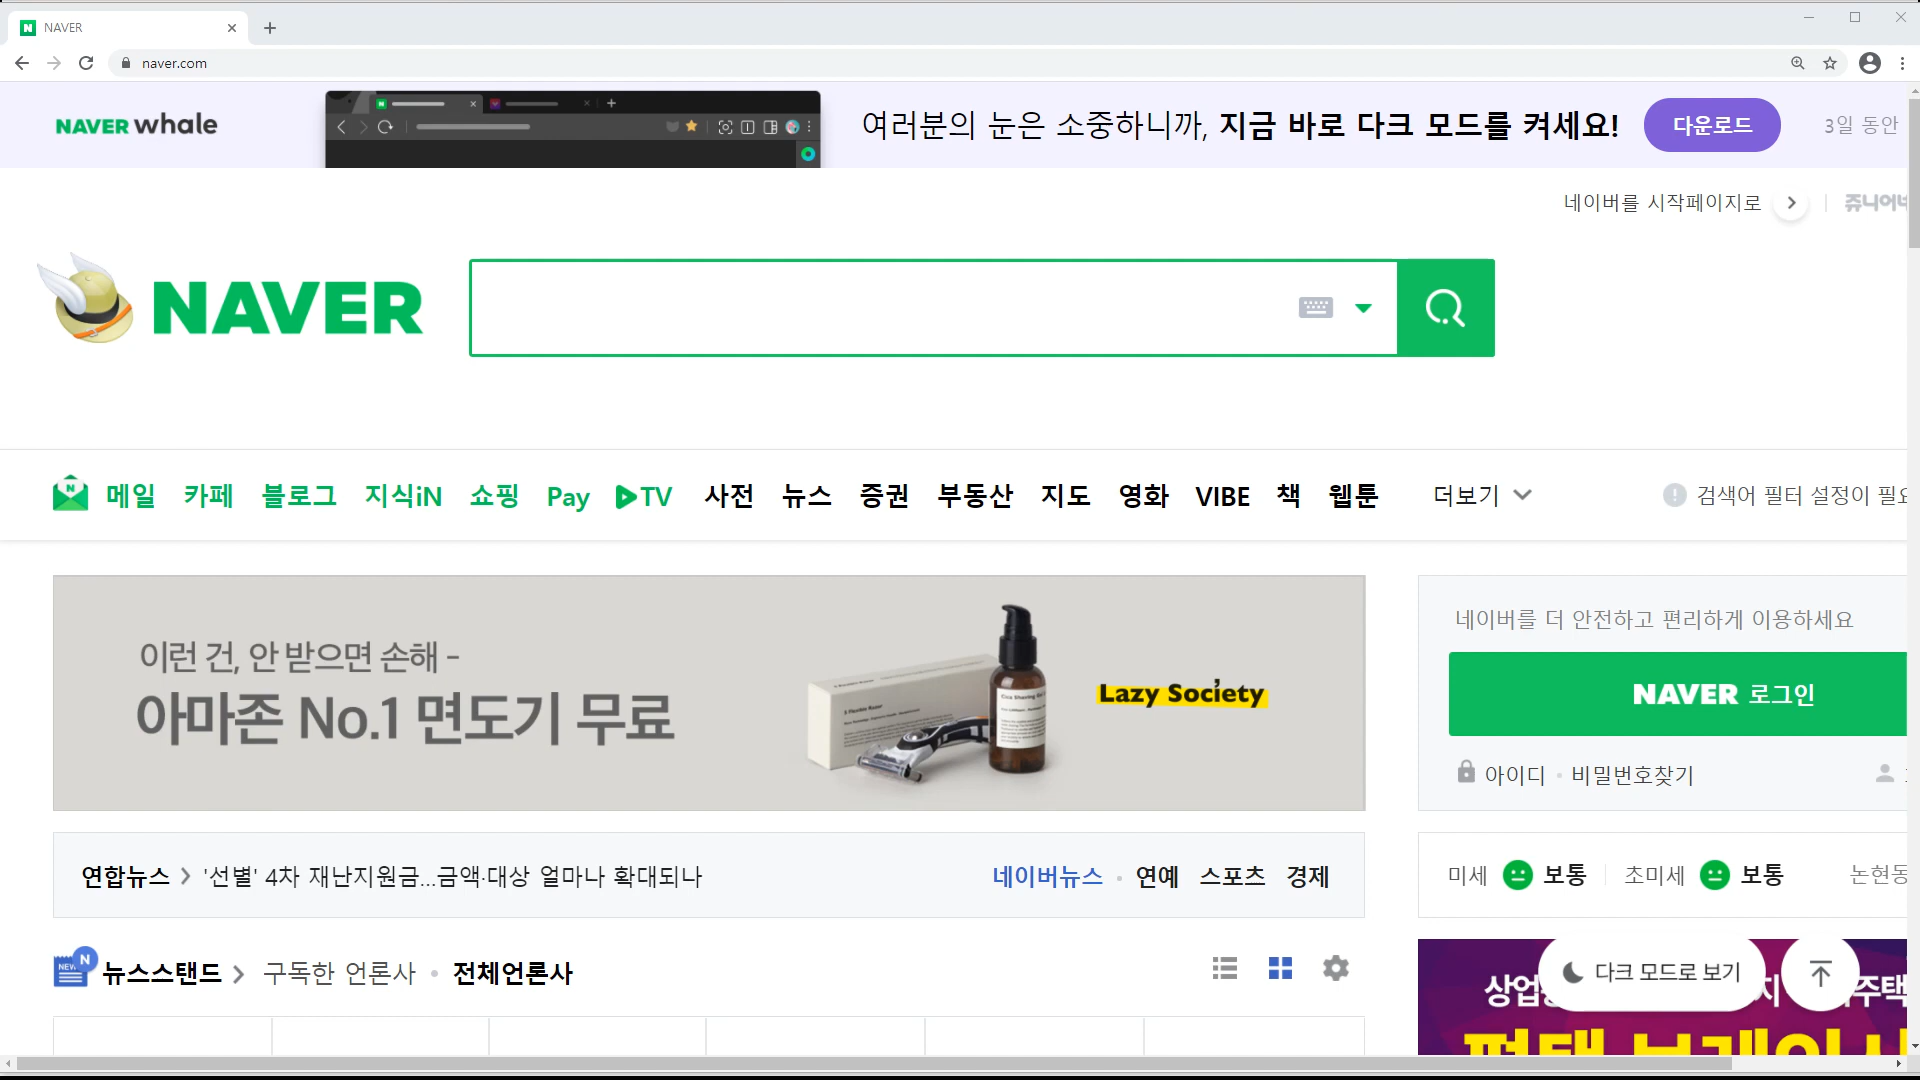 NAVER
naver.com
NAVER whale
여러분의 눈은 소중하니까, 지금 바로 다크 모드를 켜세요!
다운로드
3일 동안
네이버를 시작페이지로
쥬니어
NAVER
메일 카페 블로그 지식iN 쇼핑 Pay TV 사전 뉴스 증권 부동산 지도 영화 VIBE 책 웹툰 더보기
검색어 필터 설정이
이런 건, 안 받으면 손해 -
아마존 No.1 면도기 무료
Lazy Society
네이버를 더 안전하고 편리하게 이용하세요
NAVER 로그인
아이디 · 비밀번호찾기
연합뉴스 > '선별' 4차 재난지원금...금액·대상 얼마나 확대되나
네이버뉴스 · 연예 스포츠 경제
미세 보통 초미세 보통 논현동
뉴스스탠드 > 구독한 언론사 · 전체언론사
다크 모드로 보기